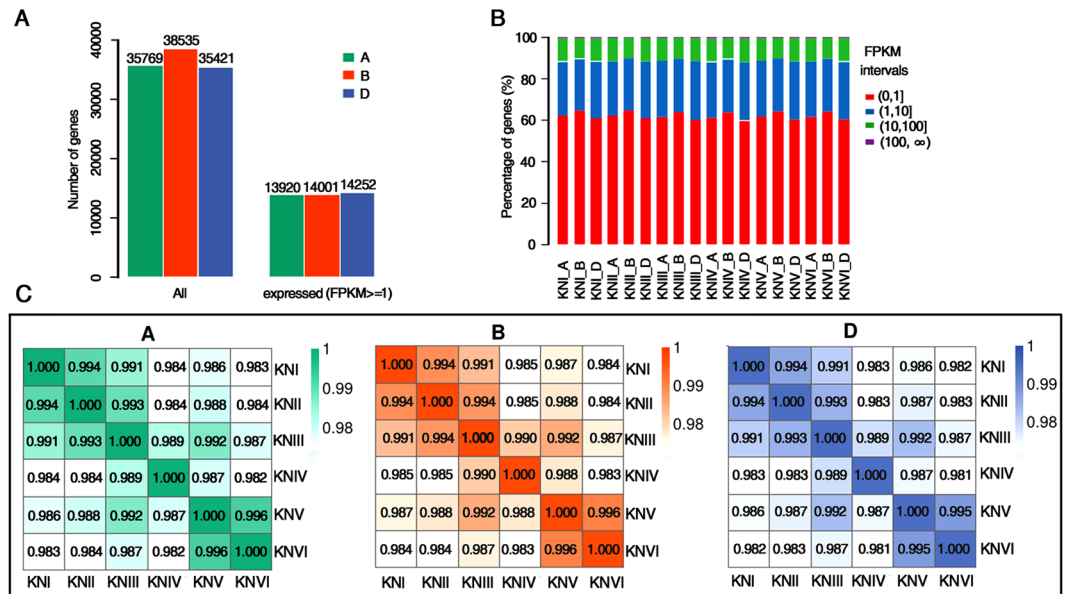 A
Number of genes
40000
30000
20000
10000
0
35769
38535
35421
13920
14001
14252
All
expressed (FPKM>=1)
A
B
D
B
Percentage of genes (%)
100
80
60
40
20
0
KNI_A
KNI_B
KNI_D
KNII_A
KNII_B
KNII_D
KNIII_A
KNIII_B
KNIII_D
KNIV_A
KNIV_B
KNIV_D
KNV_A
KNV_B
KNV_D
KNVI_A
KNVI_B
KNVI_D
FPKM
intervals
(0,1]
(1,10]
(10,100]
(100, ∞)
C
A
1.000 0.994 0.991 0.984 0.986 0.983 KNI
0.994 1.000 0.993 0.984 0.988 0.984 KNII
0.991 0.993 1.000 0.989 0.992 0.987 KNIII
0.984 0.984 0.989 1.000 0.987 0.982 KNIV
0.986 0.988 0.992 0.987 1.000 0.996 KNV
0.983 0.984 0.987 0.982 0.996 1.000 KNVI
KNI KNII KNIII KNIV KNV KNVI
1
0.99
0.98
B
1.000 0.994 0.991 0.985 0.987 0.984 KNI
0.994 1.000 0.994 0.985 0.988 0.984 KNII
0.991 0.994 1.000 0.990 0.992 0.987 KNIII
0.985 0.985 0.990 1.000 0.988 0.983 KNIV
0.987 0.988 0.992 0.988 1.000 0.996 KNV
0.984 0.984 0.987 0.983 0.996 1.000 KNVI
KNI KNII KNIII KNIV KNV KNVI
1
0.99
0.98
D
1.000 0.994 0.991 0.983 0.986 0.982 KNI
0.994 1.000 0.993 0.983 0.987 0.983 KNII
0.991 0.993 1.000 0.989 0.992 0.987 KNIII
0.983 0.983 0.989 1.000 0.987 0.981 KNIV
0.986 0.987 0.992 0.987 1.000 0.995 KNV
0.982 0.983 0.987 0.981 0.995 1.000 KNVI
KNI KNII KNIII KNIV KNV KNVI
1
0.99
0.98